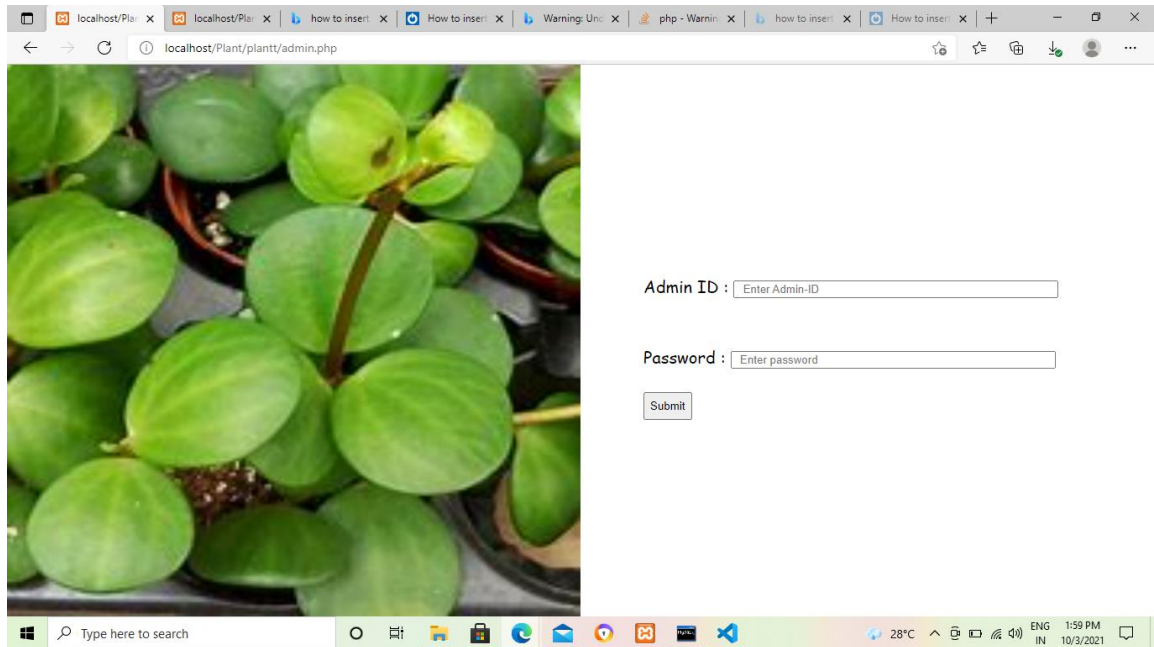 localhost/Plan
localhost/Plan
how to insert
How to insert
Warning: Und
php - Warnin
how to insert
How to insert
localhost/Plant/plantt/admin.php
Admin ID :
Enter Admin-ID
Password :
Enter password
Submit
Type here to search
28°C
ENG
IN
1:59 PM
10/3/2021